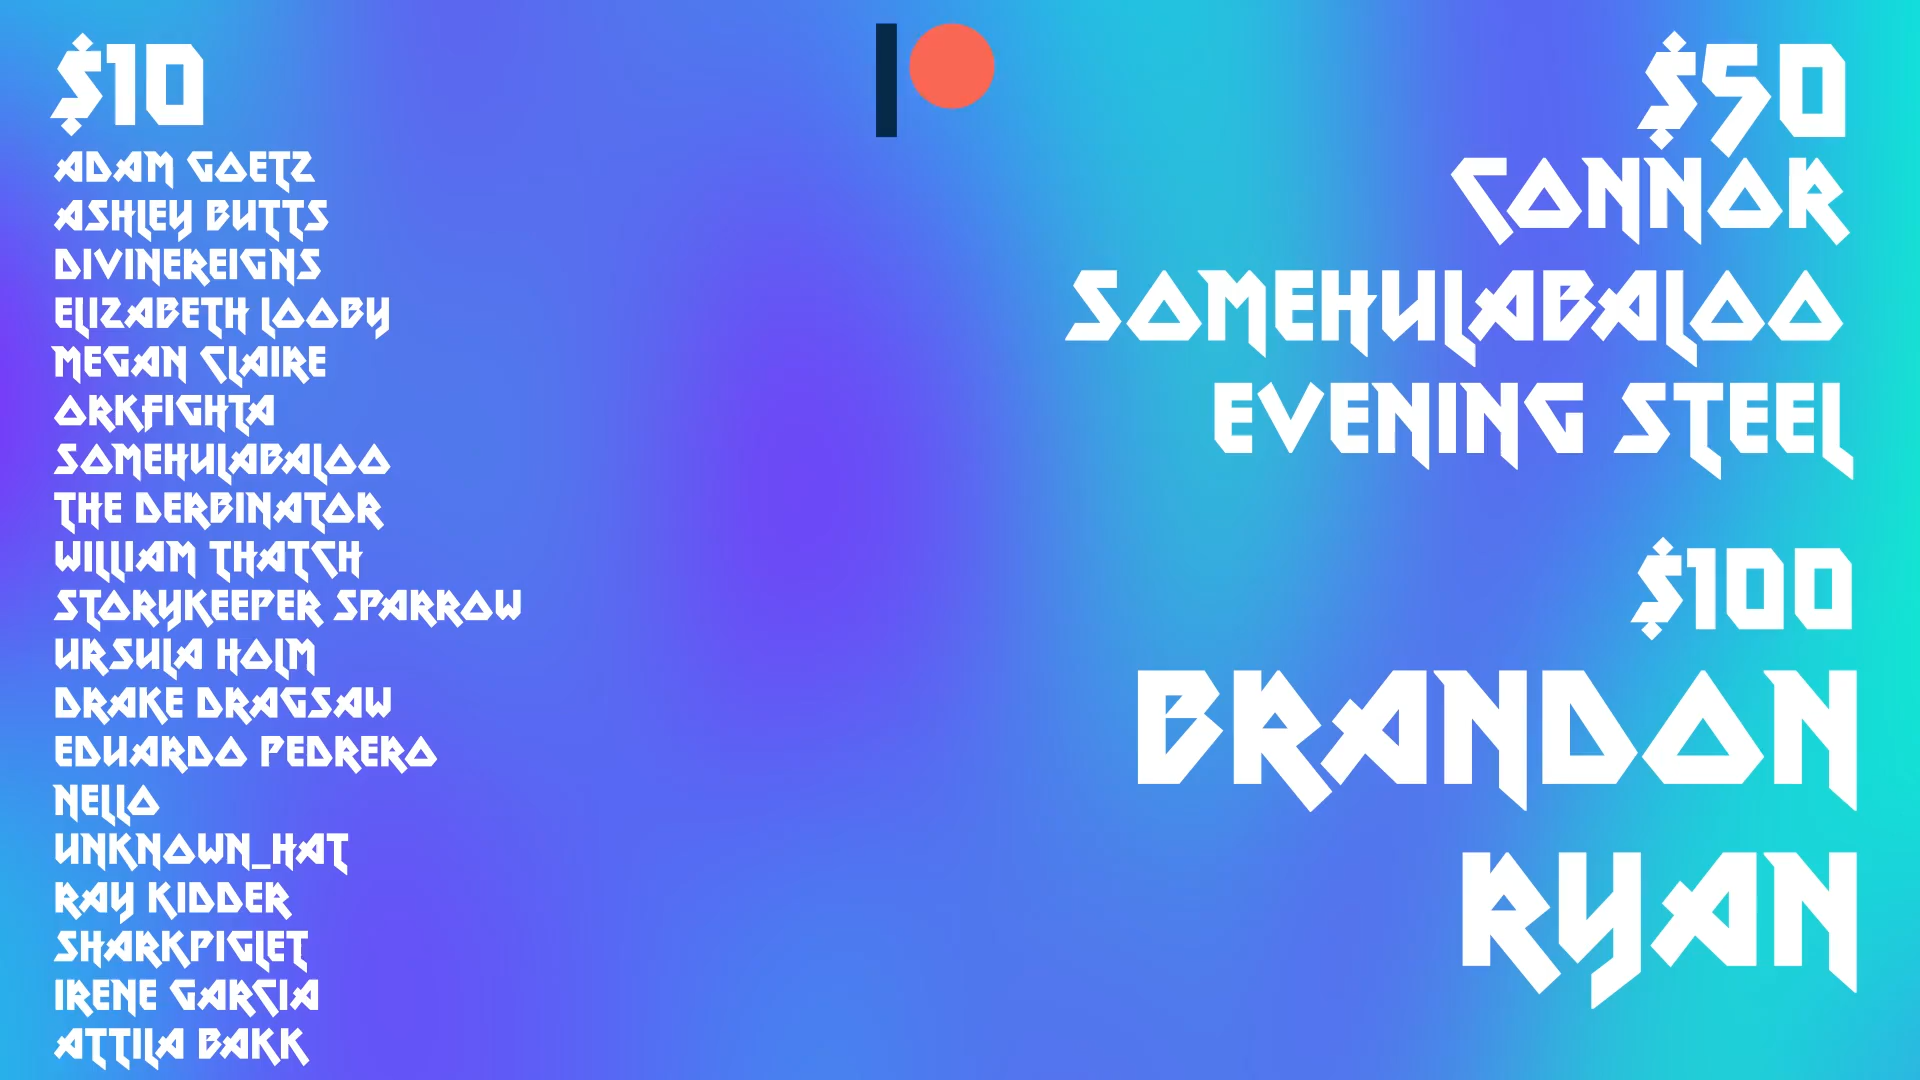 $10
ADAM GOETZ
ASHLEY BUTTS
DIVINEREIGNS
ELIZABETH LOOBY
MEGAN CLAIRE
ORKFIGHTA
SOMEHULABALOO
THE DERBINATOR
WILLIAM THATCH
STORYKEEPER SPARROW
URSULA HOLM
DRAKE DRAGSAW
EDUARDO PEDRERO
NELLO
UNKNOWN_HAT
RAY KIDDER
SHARKPIGLET
IRENE GARCIA
ATTILA BAKK
$50
CONNOR
SOMEHULABALOO
EVENING STEEL
$100
BRANDON
RYAN